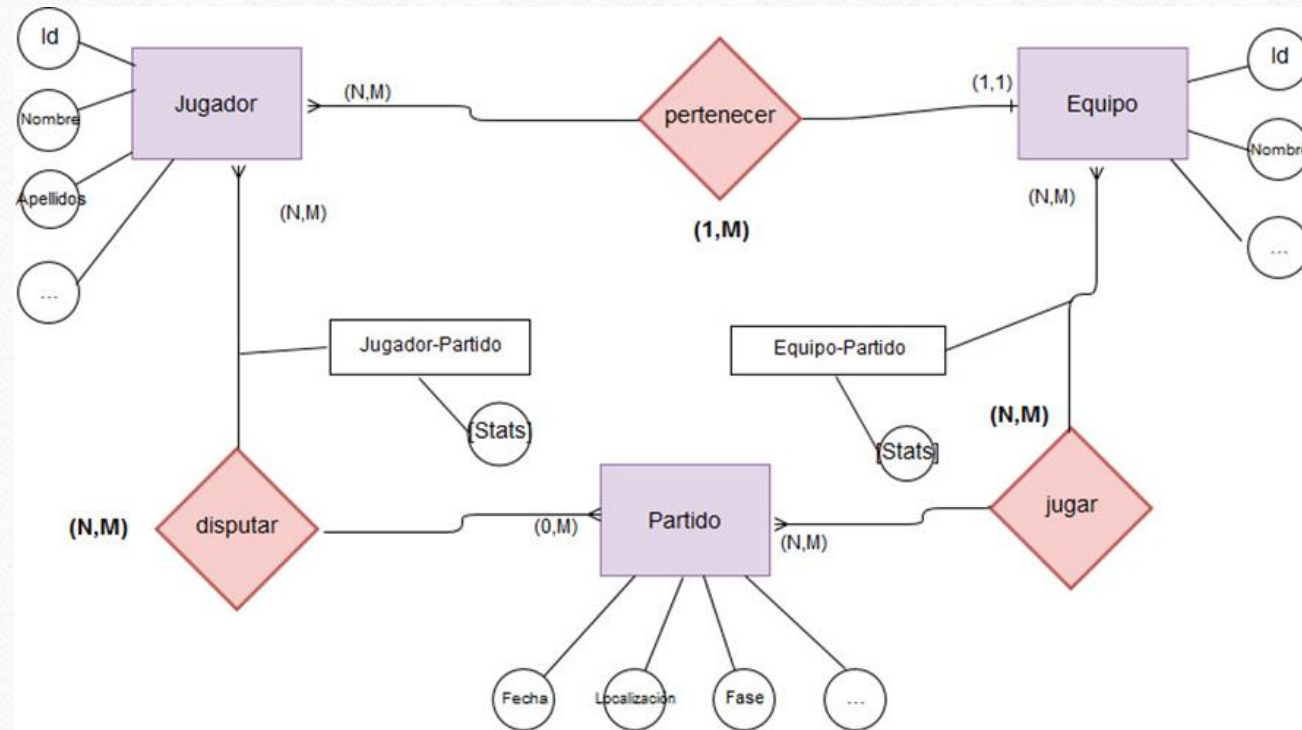 Id
Jugador
(N,M)
pertenecer
(1,1)
Equipo
Id
Nombre
Nombre
Apellidos
(N,M)
(N,M)
(1,M)
...
...
Jugador-Partido
Equipo-Partido
[Stats]
[Stats]
(N,M)
(N,M)
disputar
(0,M)
Partido
(N,M)
jugar
Fecha
Localización
Fase
...